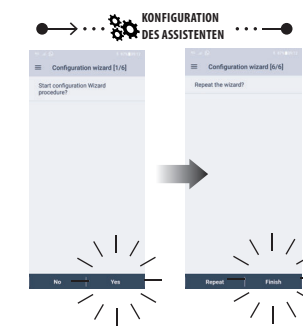 KONFIGURATION
DES ASSISTENTEN
Configuration wizard [1/6]
Start configuration Wizard
procedure?
No
Yes
Configuration wizard [6/6]
Repeat the wizard?
Repeat
Finish